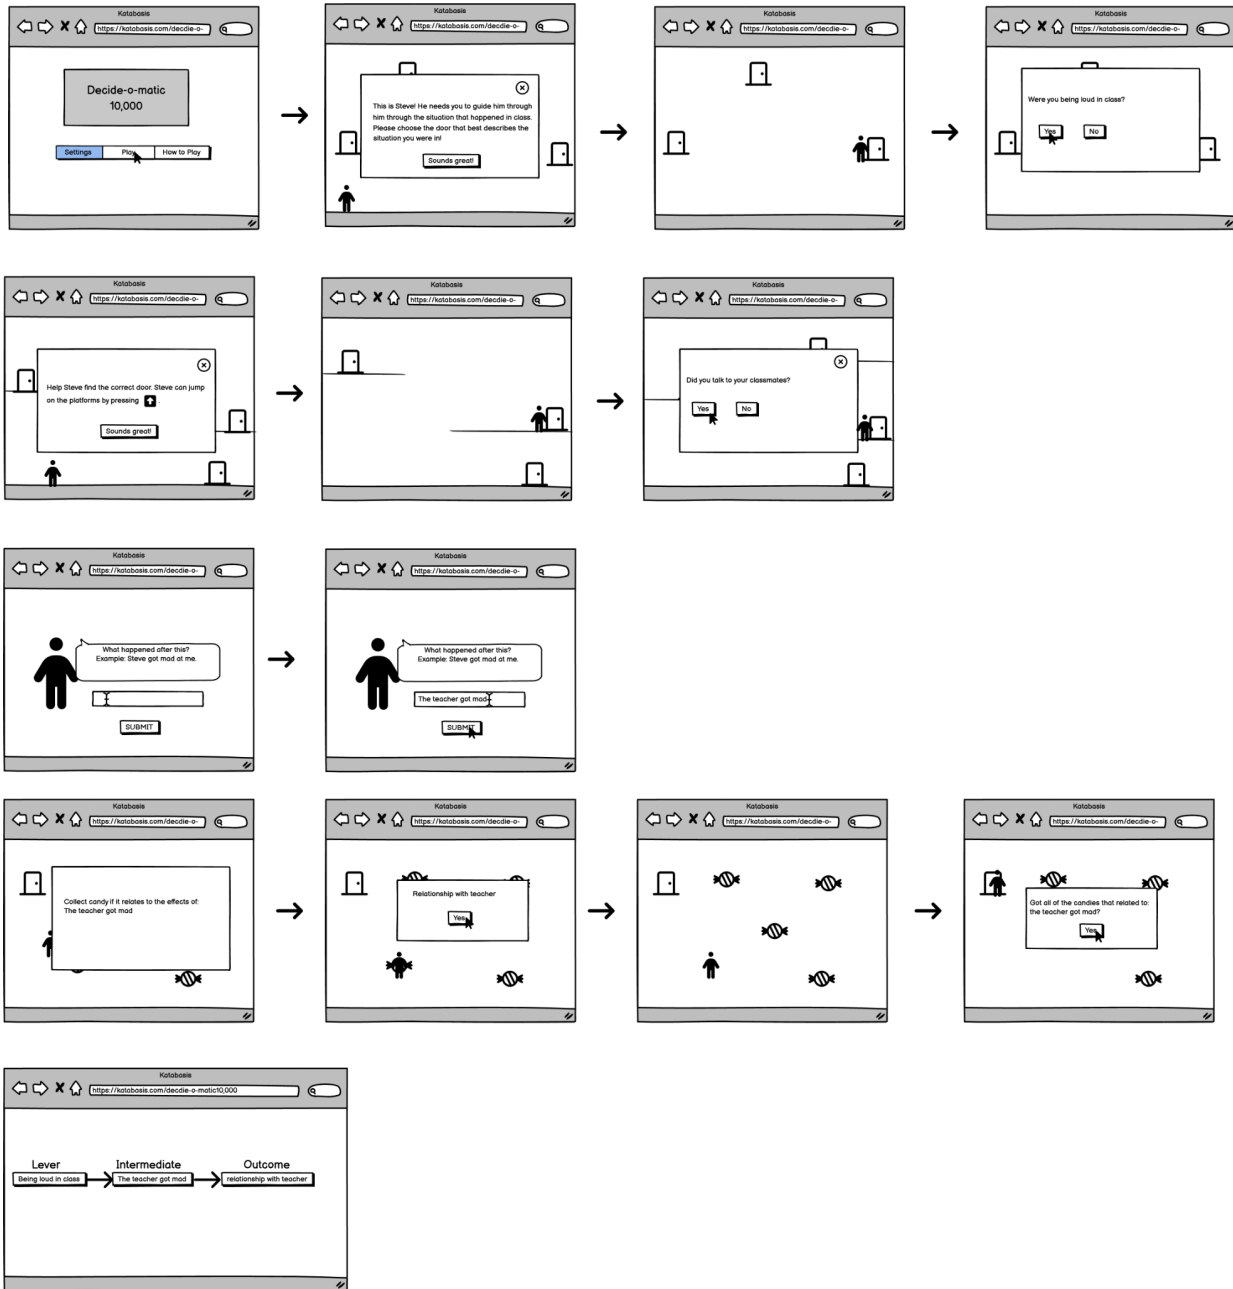 Katabasis
https://katabasis.com/decdie-o-
Decide-o-matic
10,000
Settings
Play
How to Play
Katabasis
https://katabasis.com/decdie-o-
This is Steve! He needs you to guide him through
him through the situation that happened in class.
Please choose the door that best describes the
situation you were in!
Sounds great!
Katabasis
https://katabasis.com/decdie-o-
Katabasis
https://katabasis.com/decdie-o-
Were you being loud in class?
Yes
No
Katabasis
https://katabasis.com/decdie-o-
Help Steve find the correct door. Steve can jump
on the platforms by pressing .
Sounds great!
Katabasis
https://katabasis.com/decdie-o-
Katabasis
https://katabasis.com/decdie-o-
Did you talk to your classmates?
Yes
No
Katabasis
https://katabasis.com/decdie-o-
What happened after this?
Example: Steve got mad at me.
SUBMIT
Katabasis
https://katabasis.com/decdie-o-
What happened after this?
Example: Steve got mad at me.
The teacher got mad
SUBMIT
Katabasis
https://katabasis.com/decdie-o-
Collect candy if it relates to the effects of:
The teacher got mad
Katabasis
https://katabasis.com/decdie-o-
Relationship with teacher
Yes
Katabasis
https://katabasis.com/decdie-o-
Katabasis
https://katabasis.com/decdie-o-
Got all of the candies that related to:
the teacher got mad?
Yes
Katabasis
https://katabasis.com/decdie-o-matic10,000
Lever
Intermediate
Outcome
Being loud in class
The teacher got mad
relationship with teacher